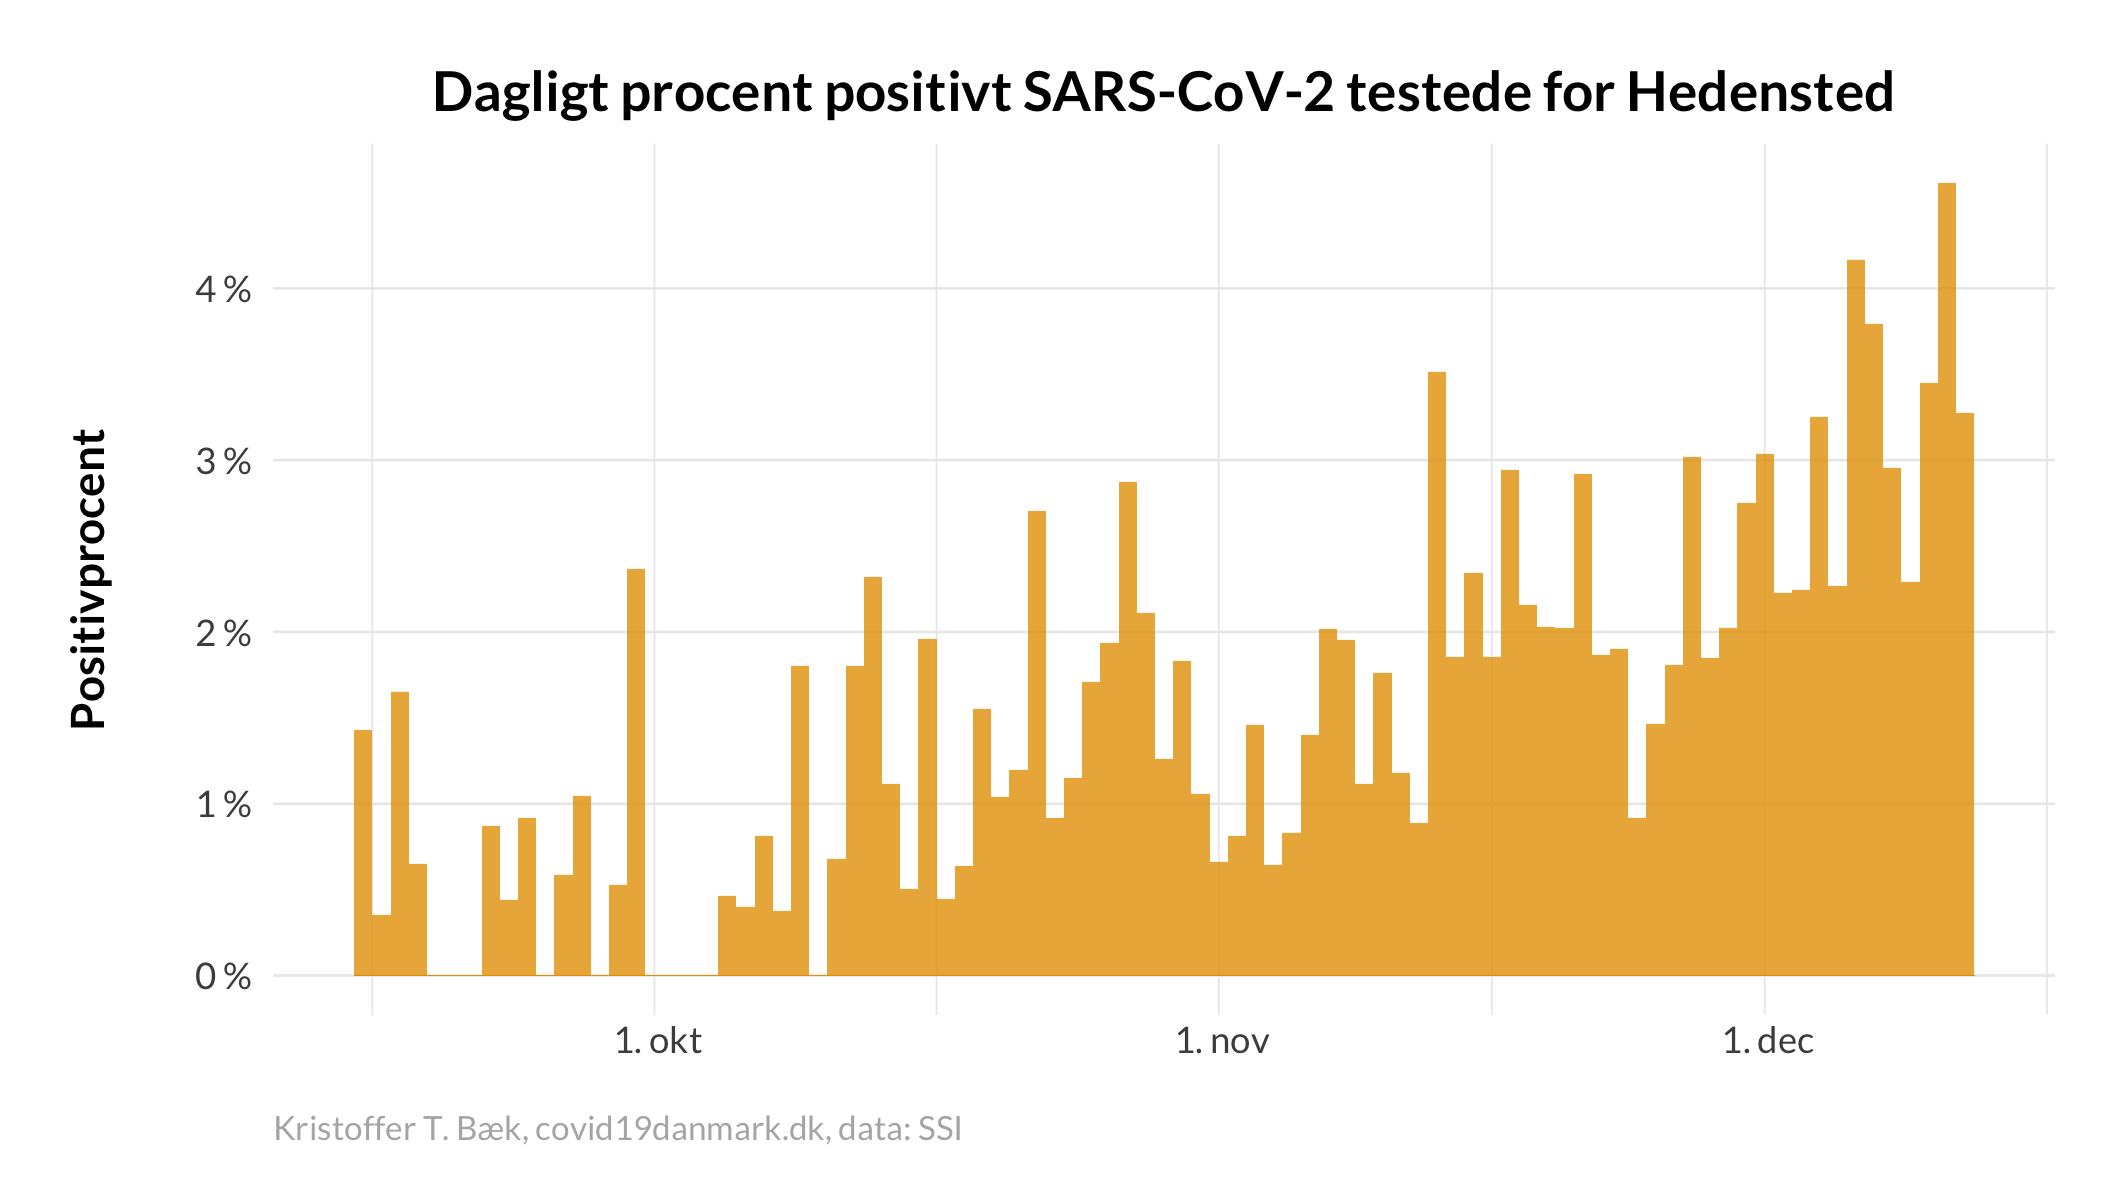 Dagligt procent positivt SARS-CoV-2 testede for Hedensted
Positivprocent
4 %
3 %
2 %
1 %
0 %
1. okt
1. nov
1. dec
Kristoffer T. Bæk, covid19danmark.dk, data: SSI